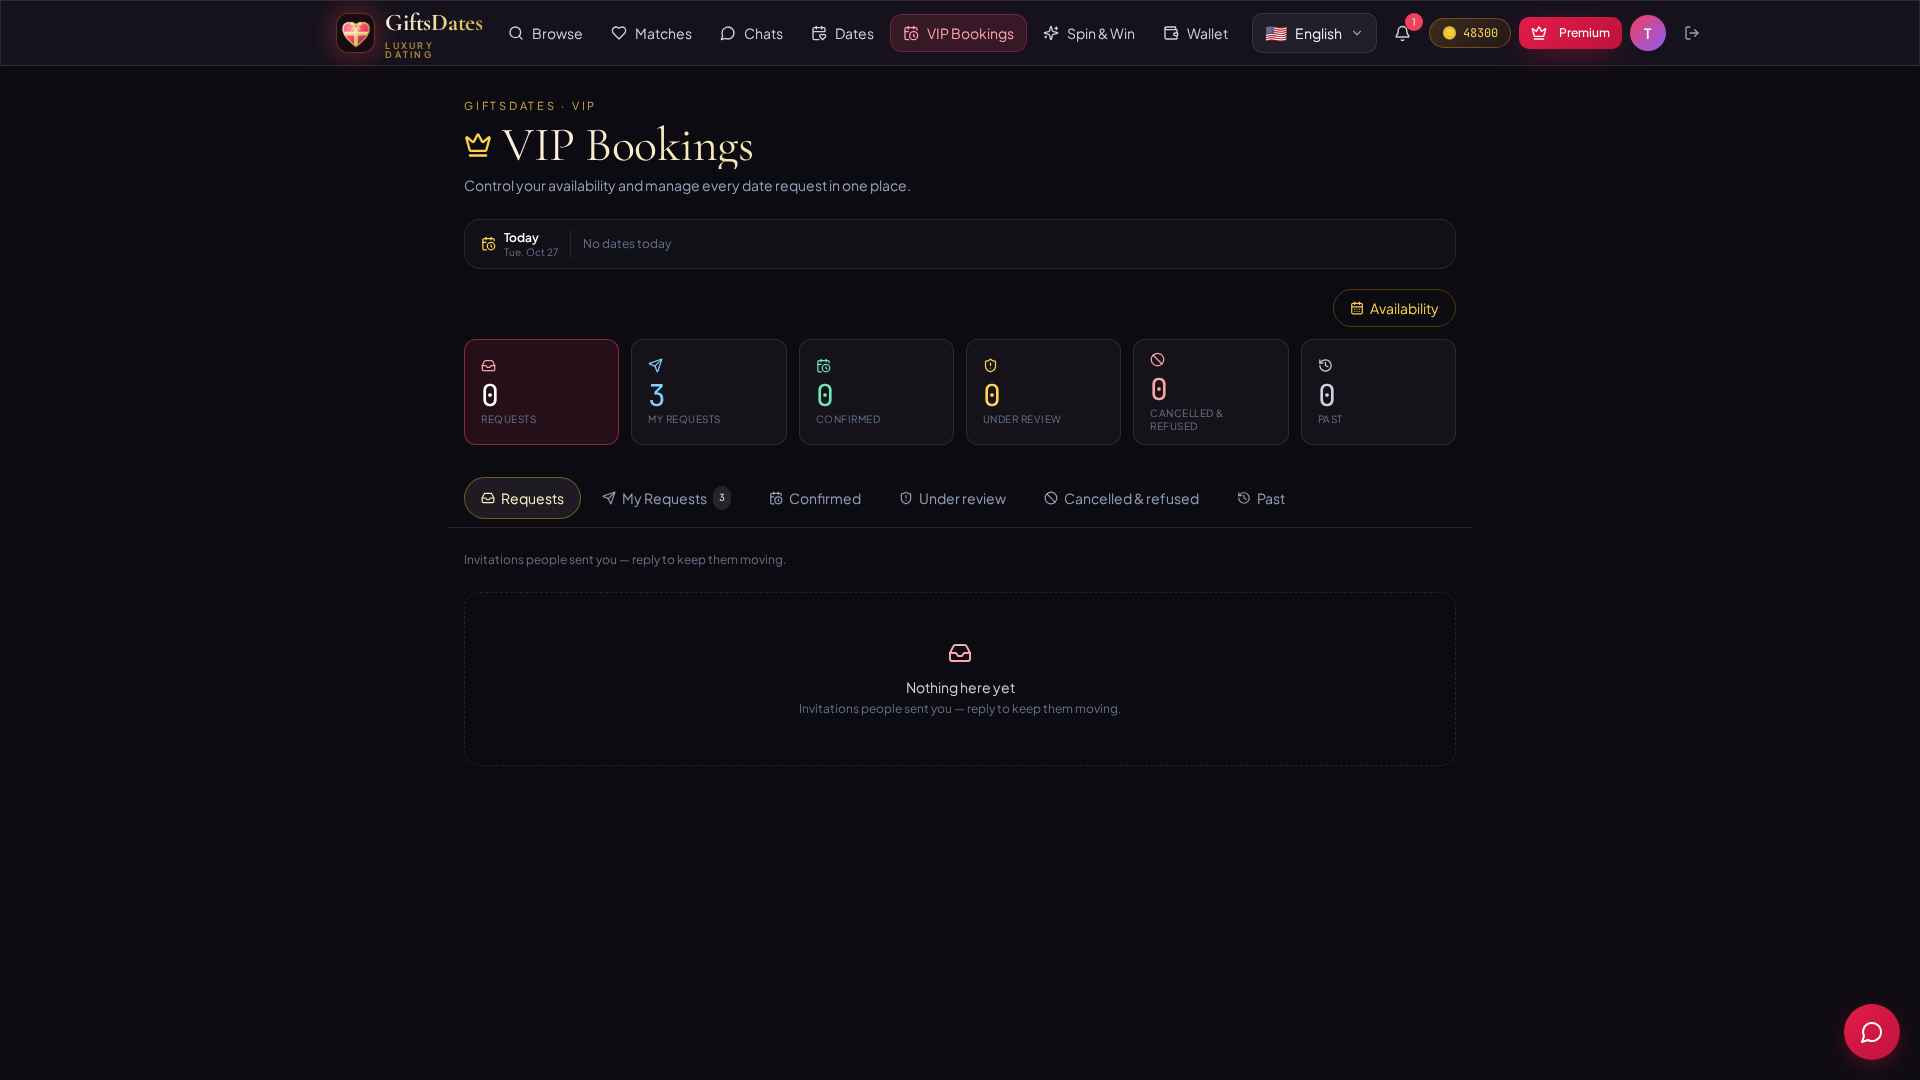 GiftsDates
LUXURY
DATING
Browse
Matches
Chats
Dates
VIP Bookings
Spin & Win
Wallet
English
1
48300
Premium
T
GIFTSDATES · VIP
VIP Bookings
Control your availability and manage every date request in one place.
Today
Tue, Oct 27
No dates today
Availability
0
REQUESTS
3
MY REQUESTS
0
CONFIRMED
0
UNDER REVIEW
0
CANCELLED &
REFUSED
0
PAST
Requests
My Requests 3
Confirmed
Under review
Cancelled & refused
Past
Invitations people sent you — reply to keep them moving.
Nothing here yet
Invitations people sent you — reply to keep them moving.